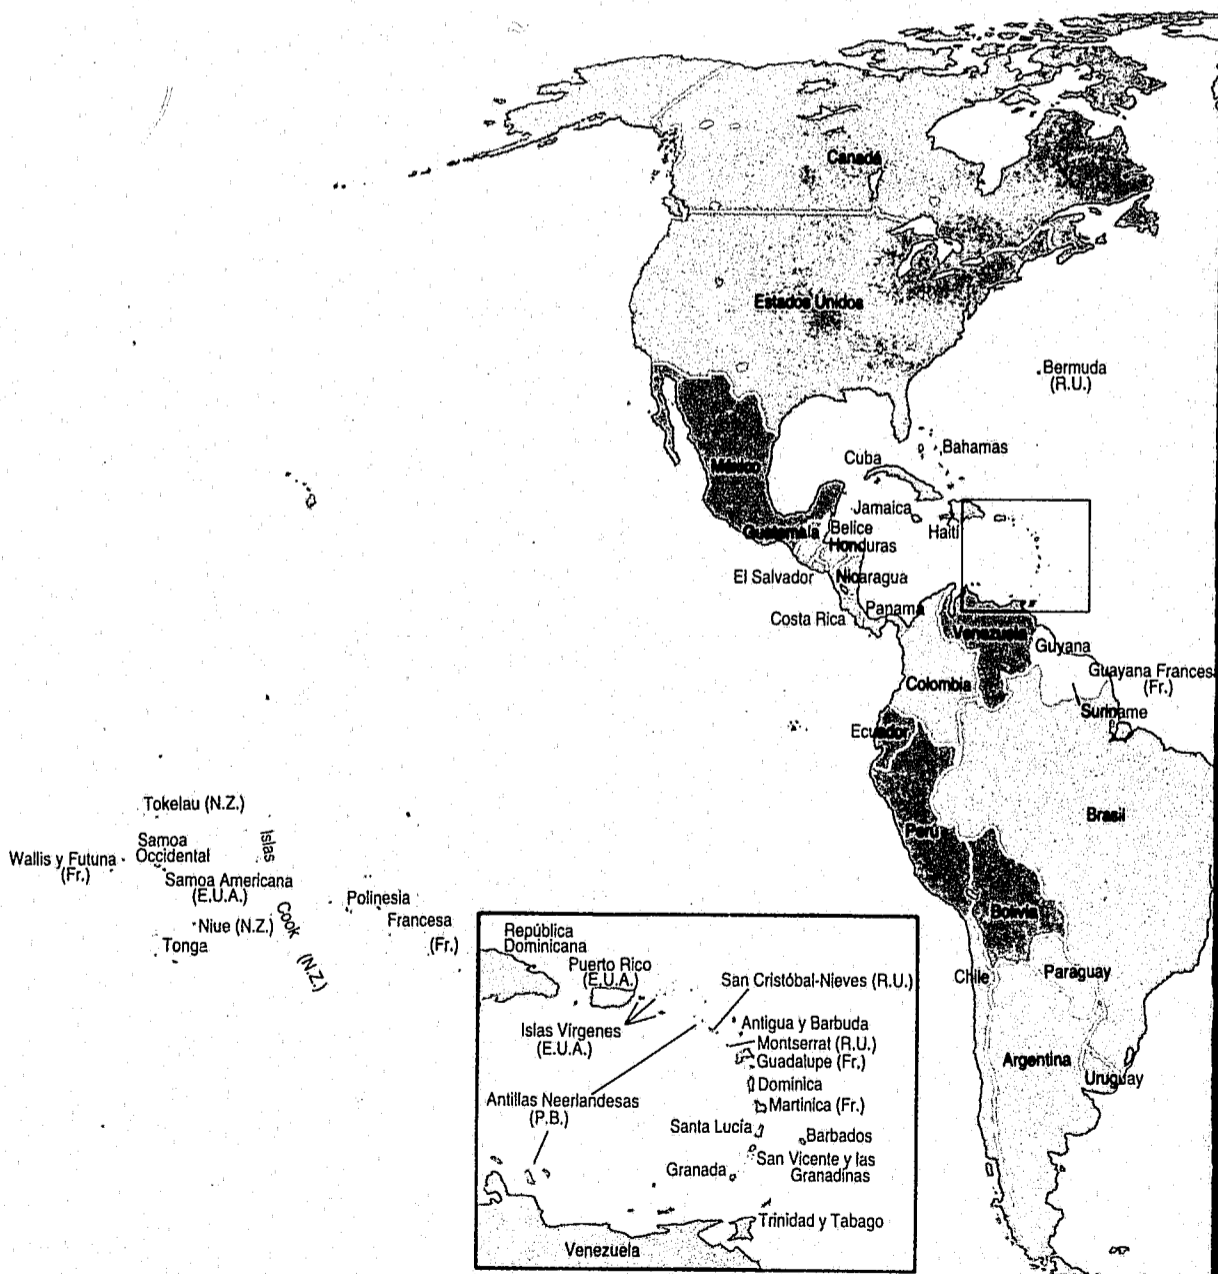 Canadá
Estados Unidos
Bermuda
(R.U.)
México
Cuba
Bahamas
Jamaica
Haití
Guatemala
Belice
Honduras
El Salvador
Nicaragua
Costa Rica
Panamá
Venezuela
Guyana
Guayana Francesa
(Fr.)
Suriname
Colombia
Ecuador
Perú
Brasil
Bolivia
Chile
Paraguay
Argentina
Uruguay
Tokelau (N.Z.)
Samoa
Occidental
Wallis y Futuna
(Fr.)
Samoa Americana
(E.U.A.)
Niue (N.Z.)
Tonga
Islas
Cook
(N.Z.)
Polinesia
Francesa
(Fr.)
República
Dominicana
Puerto Rico
(E.U.A.)
San Cristóbal-Nieves (R.U.)
Islas Vírgenes
(E.U.A.)
Antigua y Barbuda
Montserrat (R.U.)
Guadalupe (Fr.)
Dominica
Martinica (Fr.)
Antillas Neerlandesas
(P.B.)
Santa Lucía
Barbados
San Vicente y las
Granadinas
Granada
Trinidad y Tabago
Venezuela